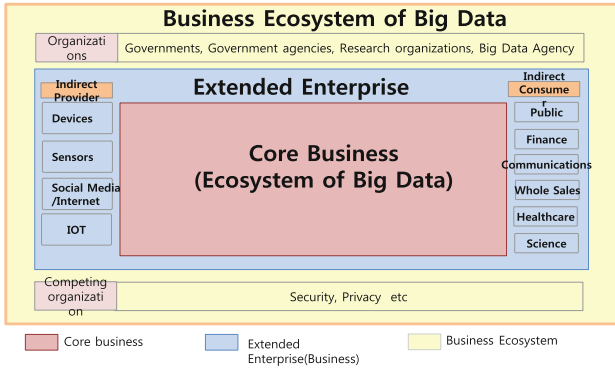 Business Ecosystem of Big Data
Organizati
ons
Governments, Government agencies, Research organizations, Big Data Agency
Extended Enterprise
Indirect
Provider
Devices
Sensors
Social Media
/Internet
IOT
Core Business
(Ecosystem of Big Data)
Indirect
Consume
r
Public
Finance
Communications
Whole Sales
Healthcare
Science
Competing
organizati
on
Security, Privacy etc
Core business
Extended
Enterprise(Business)
Business Ecosystem